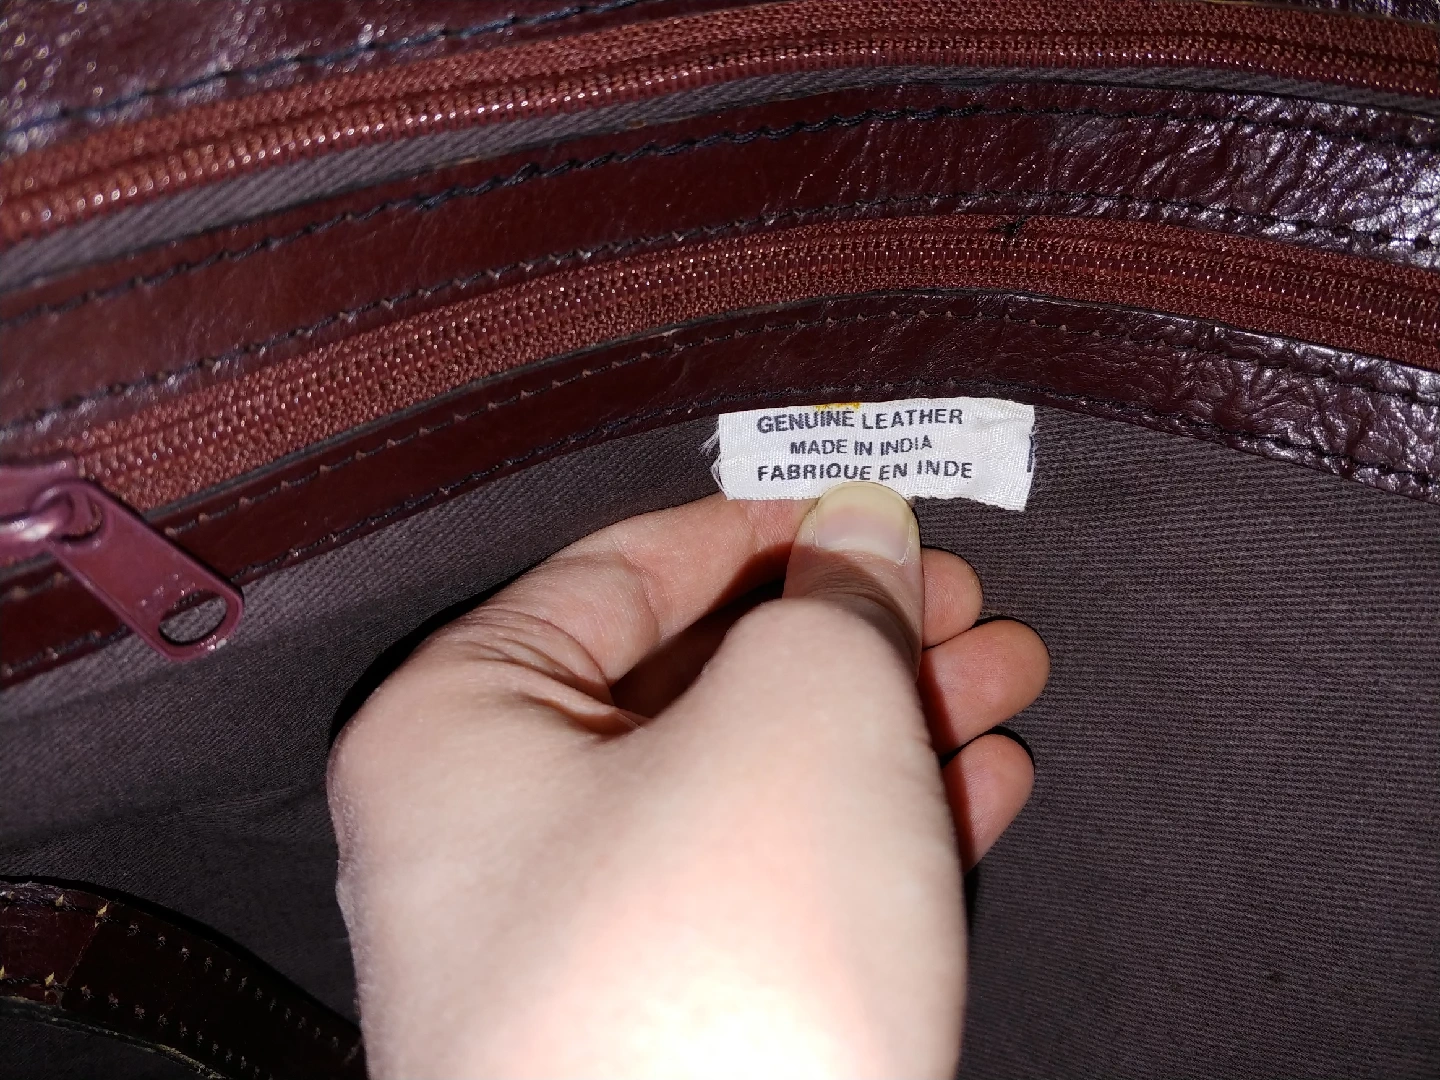 GENUINE LEATHER
MADE IN INDIA
FABRIQUE EN INDE